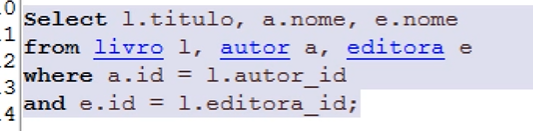 Select l.titulo, a.nome, e.nome
from livro l, autor a, editora e
where a.id = l.autor_id
and e.id = l.editora_id;